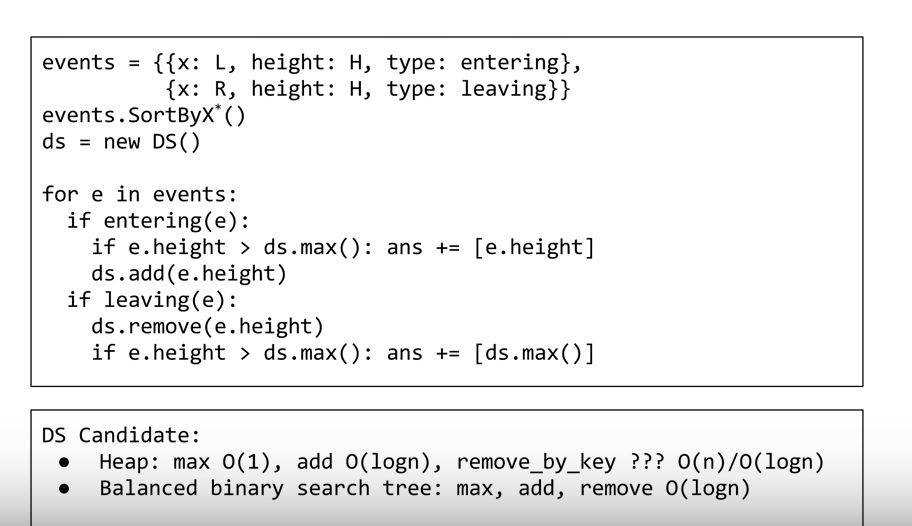 events = {{x: L, height: H, type: entering},
{x: R, height: H, type: leaving}}
events.SortByX*()
ds = new DS()
for e in events:
if entering(e):
if e.height > ds.max(): ans += [e.height]
ds.add(e.height)
if leaving(e):
ds.remove(e.height)
if e.height > ds.max(): ans += [ds.max()]
DS Candidate:
● Heap: max O(1), add O(logn), remove_by_key ??? O(n)/O(logn)
● Balanced binary search tree: max, add, remove O(logn)